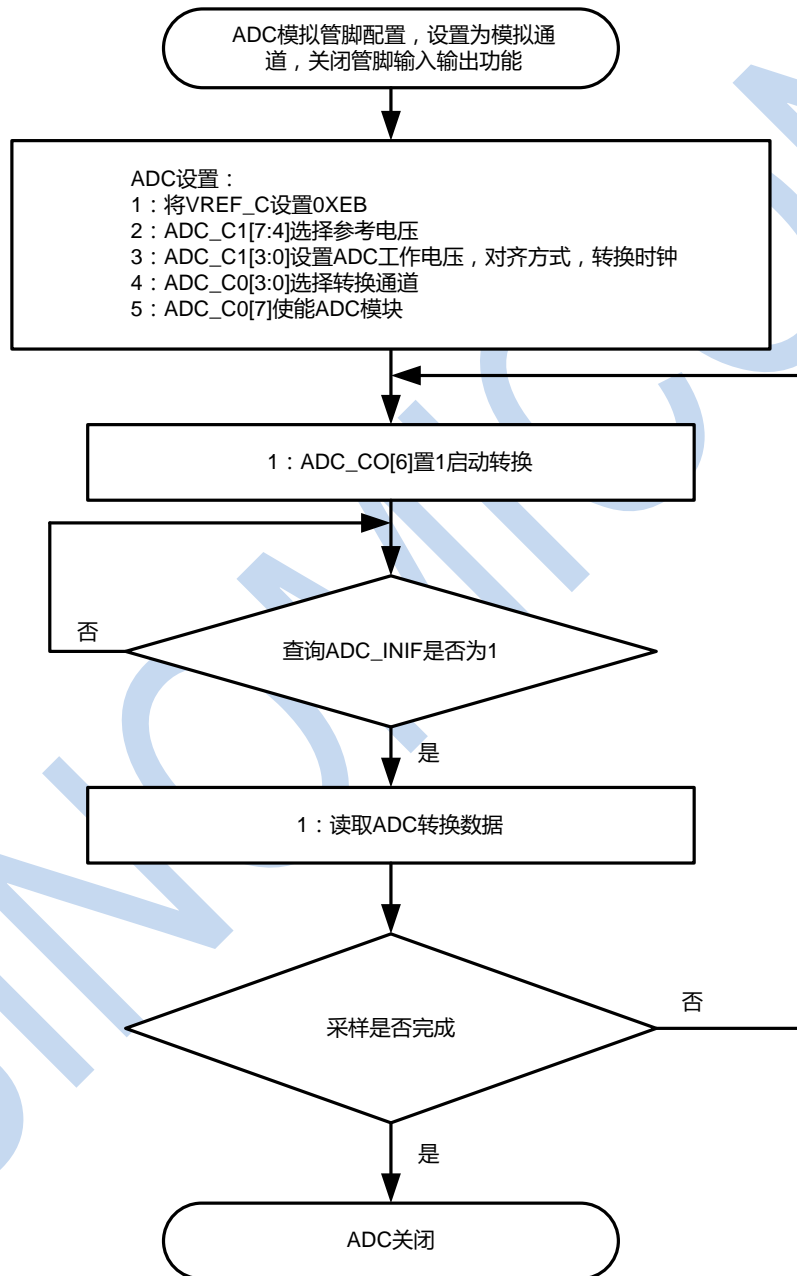 ADC模拟管脚配置，设置为模拟通
道，关闭管脚输入输出功能
ADC设置：
1：将VREF_C设置0XEB
2：ADC_C1[7:4]选择参考电压
3：ADC_C1[3:0]设置ADC工作电压，对齐方式，转换时钟
4：ADC_C0[3:0]选择转换通道
5：ADC_C0[7]使能ADC模块
1：ADC_CO[6]置1启动转换
否
查询ADC_INIF是否为1
是
1：读取ADC转换数据
否
采样是否完成
是
ADC关闭